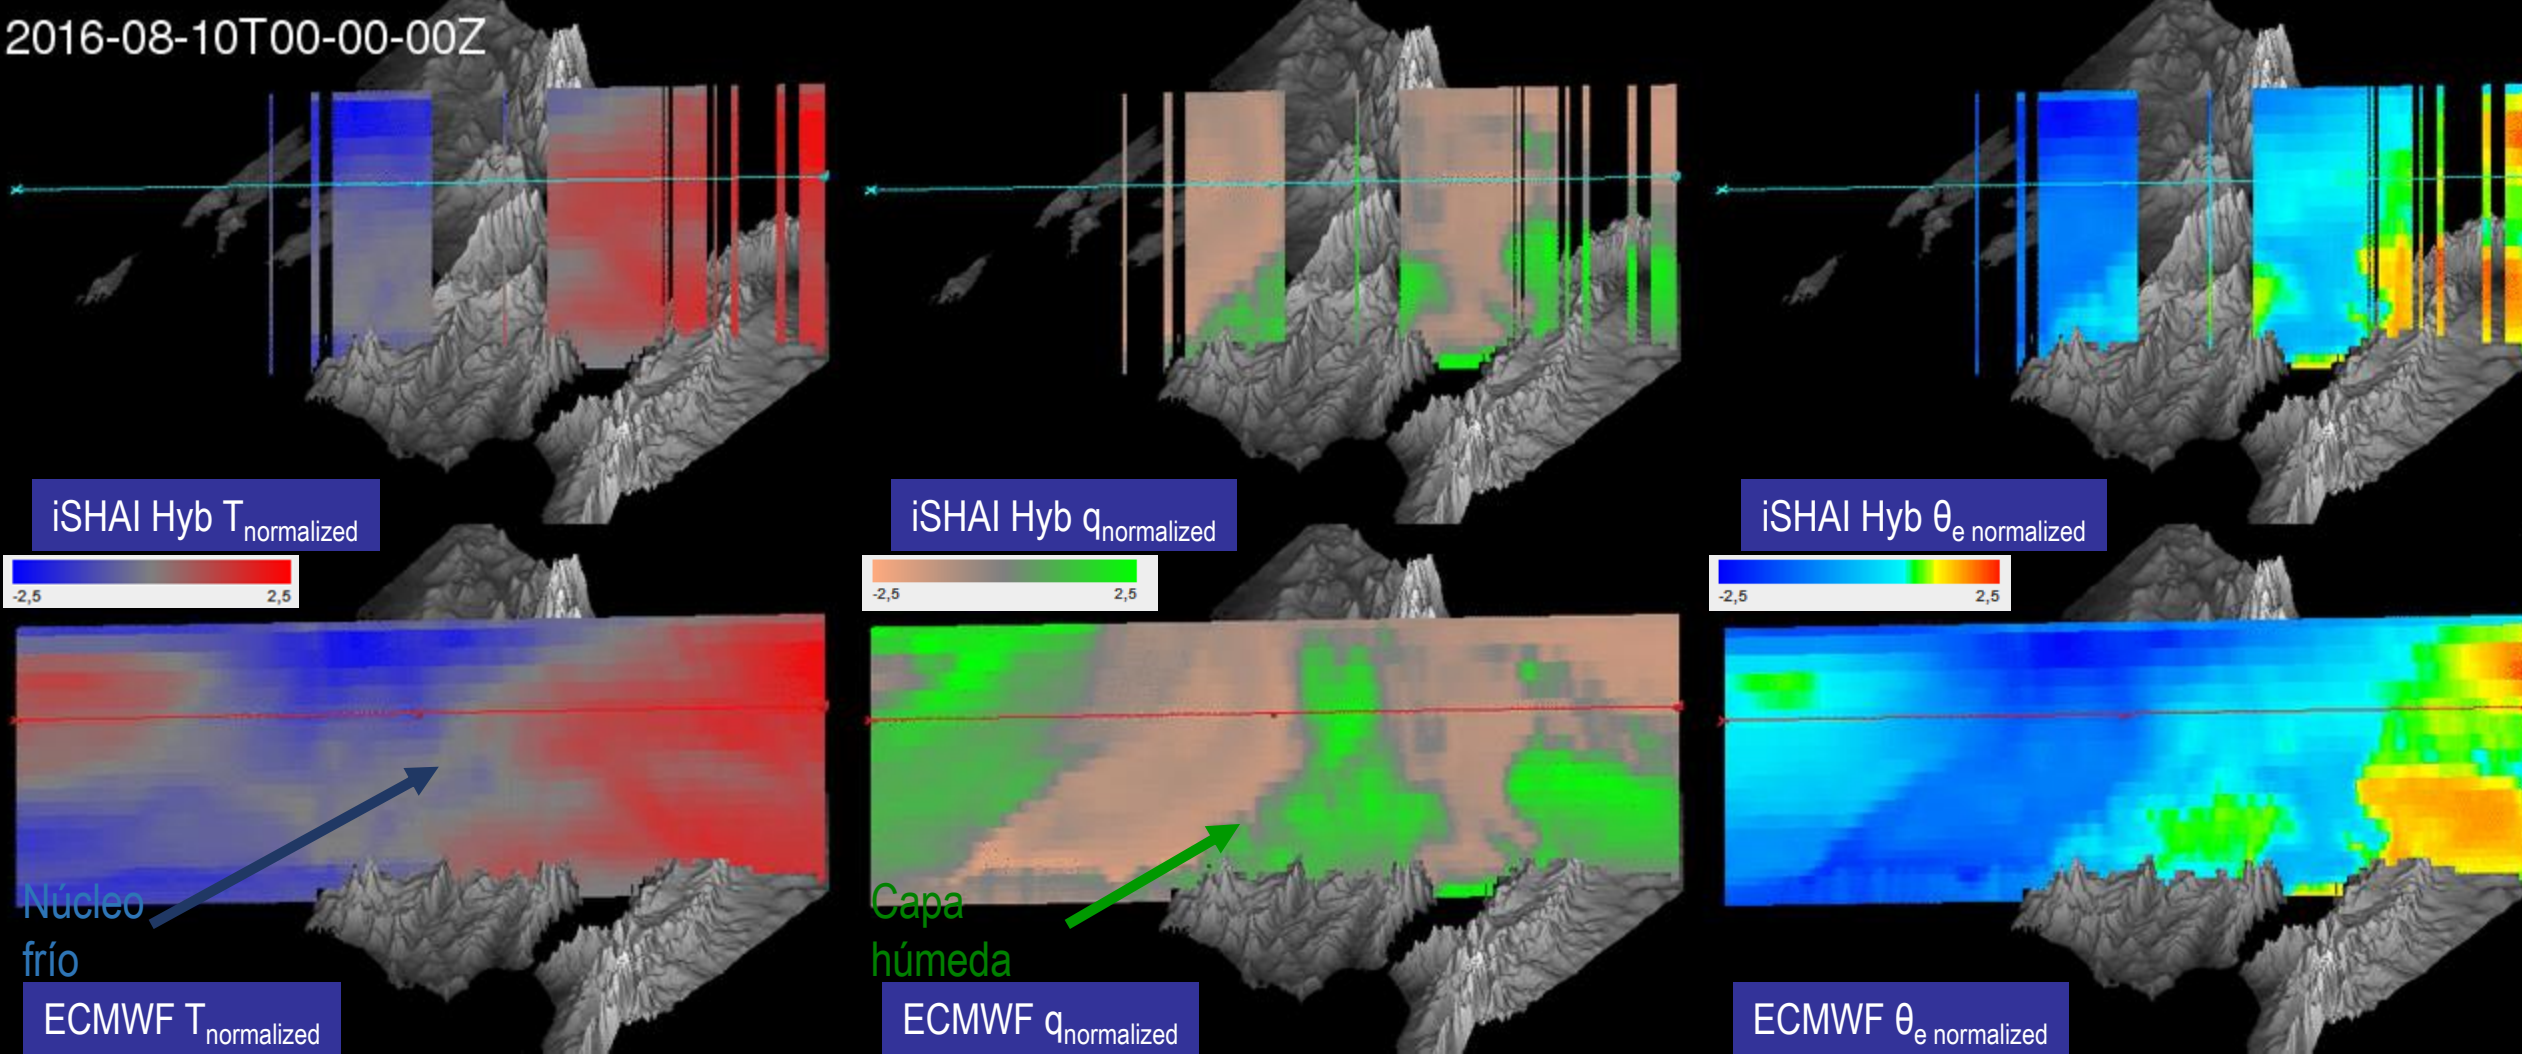 2016-08-10T00-00-00Z
iSHAI Hyb Tnormalized
iSHAI Hyb qnormalized
iSHAI Hyb θe normalized
-2,5 2,5
-2,5 2,5
-2,5 2,5
Núcleo
frío
Capa
húmeda
ECMWF Tnormalized
ECMWF qnormalized
ECMWF θe normalized